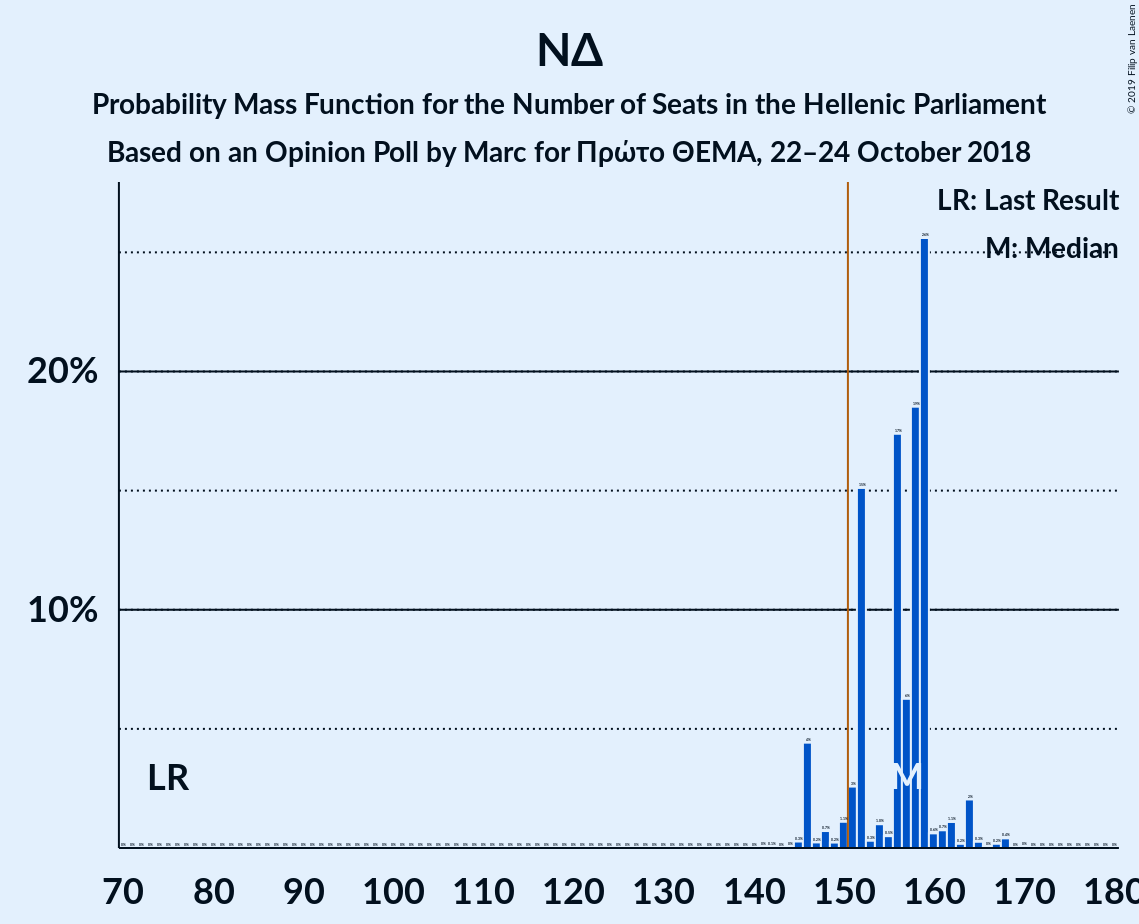 ΝΔ
Probability Mass Function for the Number of Seats in the Hellenic Parliament
Based on an Opinion Poll by Marc for Πρώτο ΘΕΜΑ, 22–24 October 2018
© 2019 Filip van Laenen
LR: Last Result
M: Median
20%
10%
LR
M
70 80 90 100 110 120 130 140 150 160 170 180